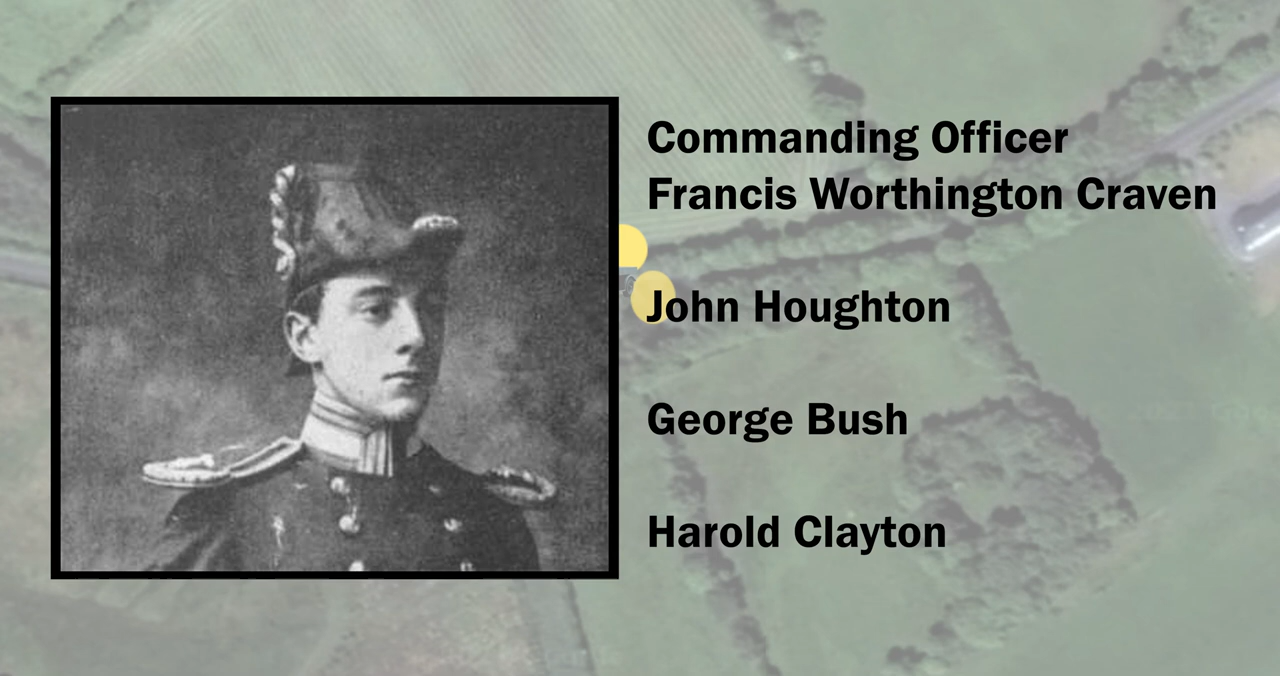 Commanding Officer
Francis Worthington Craven
John Houghton
George Bush
Harold Clayton